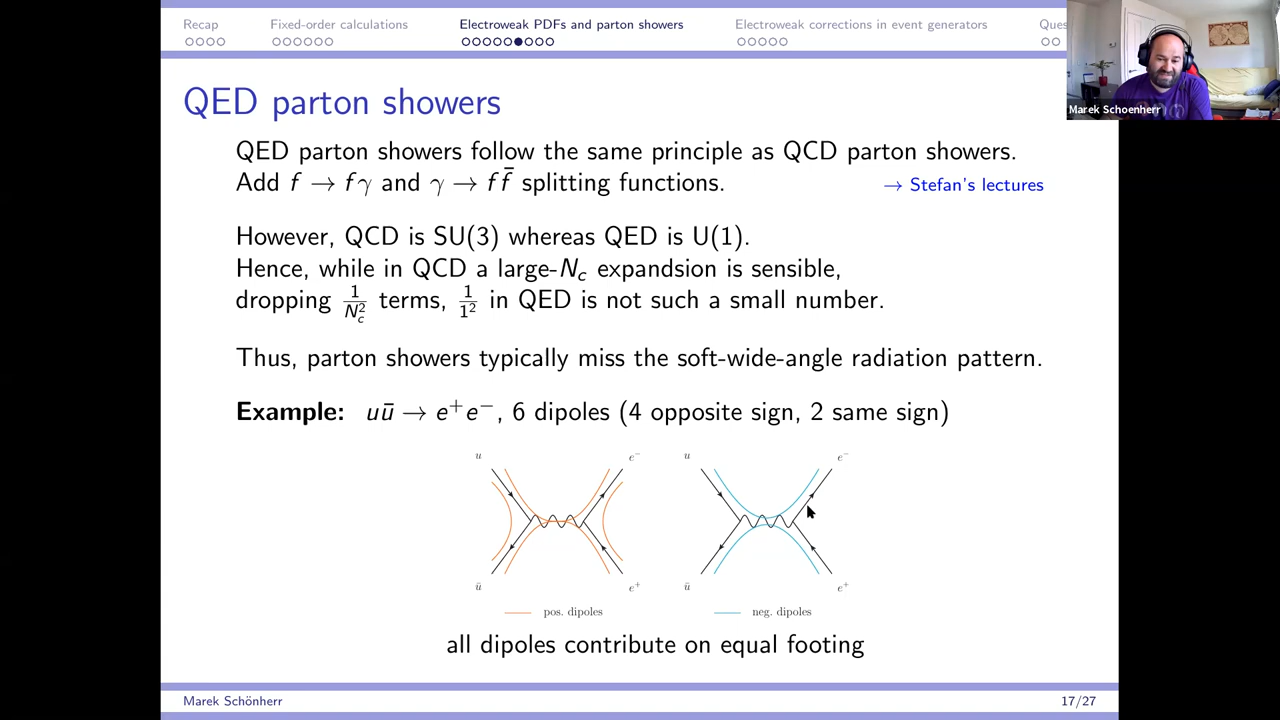 Recap Fixed-order calculations Electroweak PDFs and parton showers Electroweak corrections in event generators Ques
Marek Schoenherr
QED parton showers
QED parton showers follow the same principle as QCD parton showers.
Add f → fγ and γ → f f̄ splitting functions. → Stefan's lectures
However, QCD is SU(3) whereas QED is U(1).
Hence, while in QCD a large-N_c expandsion is sensible,
dropping 1/N_c² terms, 1/1² in QED is not such a small number.
Thus, parton showers typically miss the soft-wide-angle radiation pattern.
Example: uū → e⁺e⁻, 6 dipoles (4 opposite sign, 2 same sign)
u e⁻ u e⁻
ū e⁺ ū e⁺
pos. dipoles neg. dipoles
all dipoles contribute on equal footing
Marek Schönherr 17/27